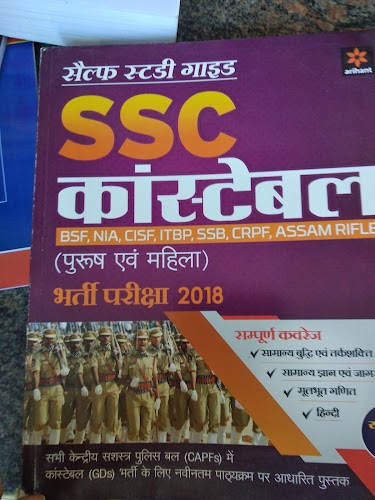 arihant
सैल्फ स्टडी गाइड
SSC
कांस्टेबल
BSF, NIA, CISF, ITBP, SSB, CRPF, ASSAM RIFLE
(पुरुष एवं महिला)
भर्ती परीक्षा 2018
सम्पूर्ण कवरेज
सामान्य बुद्धि एवं तर्कशक्ति
सामान्य ज्ञान एवं
मूलभूत गणित
हिन्दी
सभी केन्द्रीय सशस्त्र पुलिस बल (CAPFs) में
कांस्टेबल (GDs) भर्ती के लिए नवीनतम पाठ्यक्रम पर आधारित पुस्तक